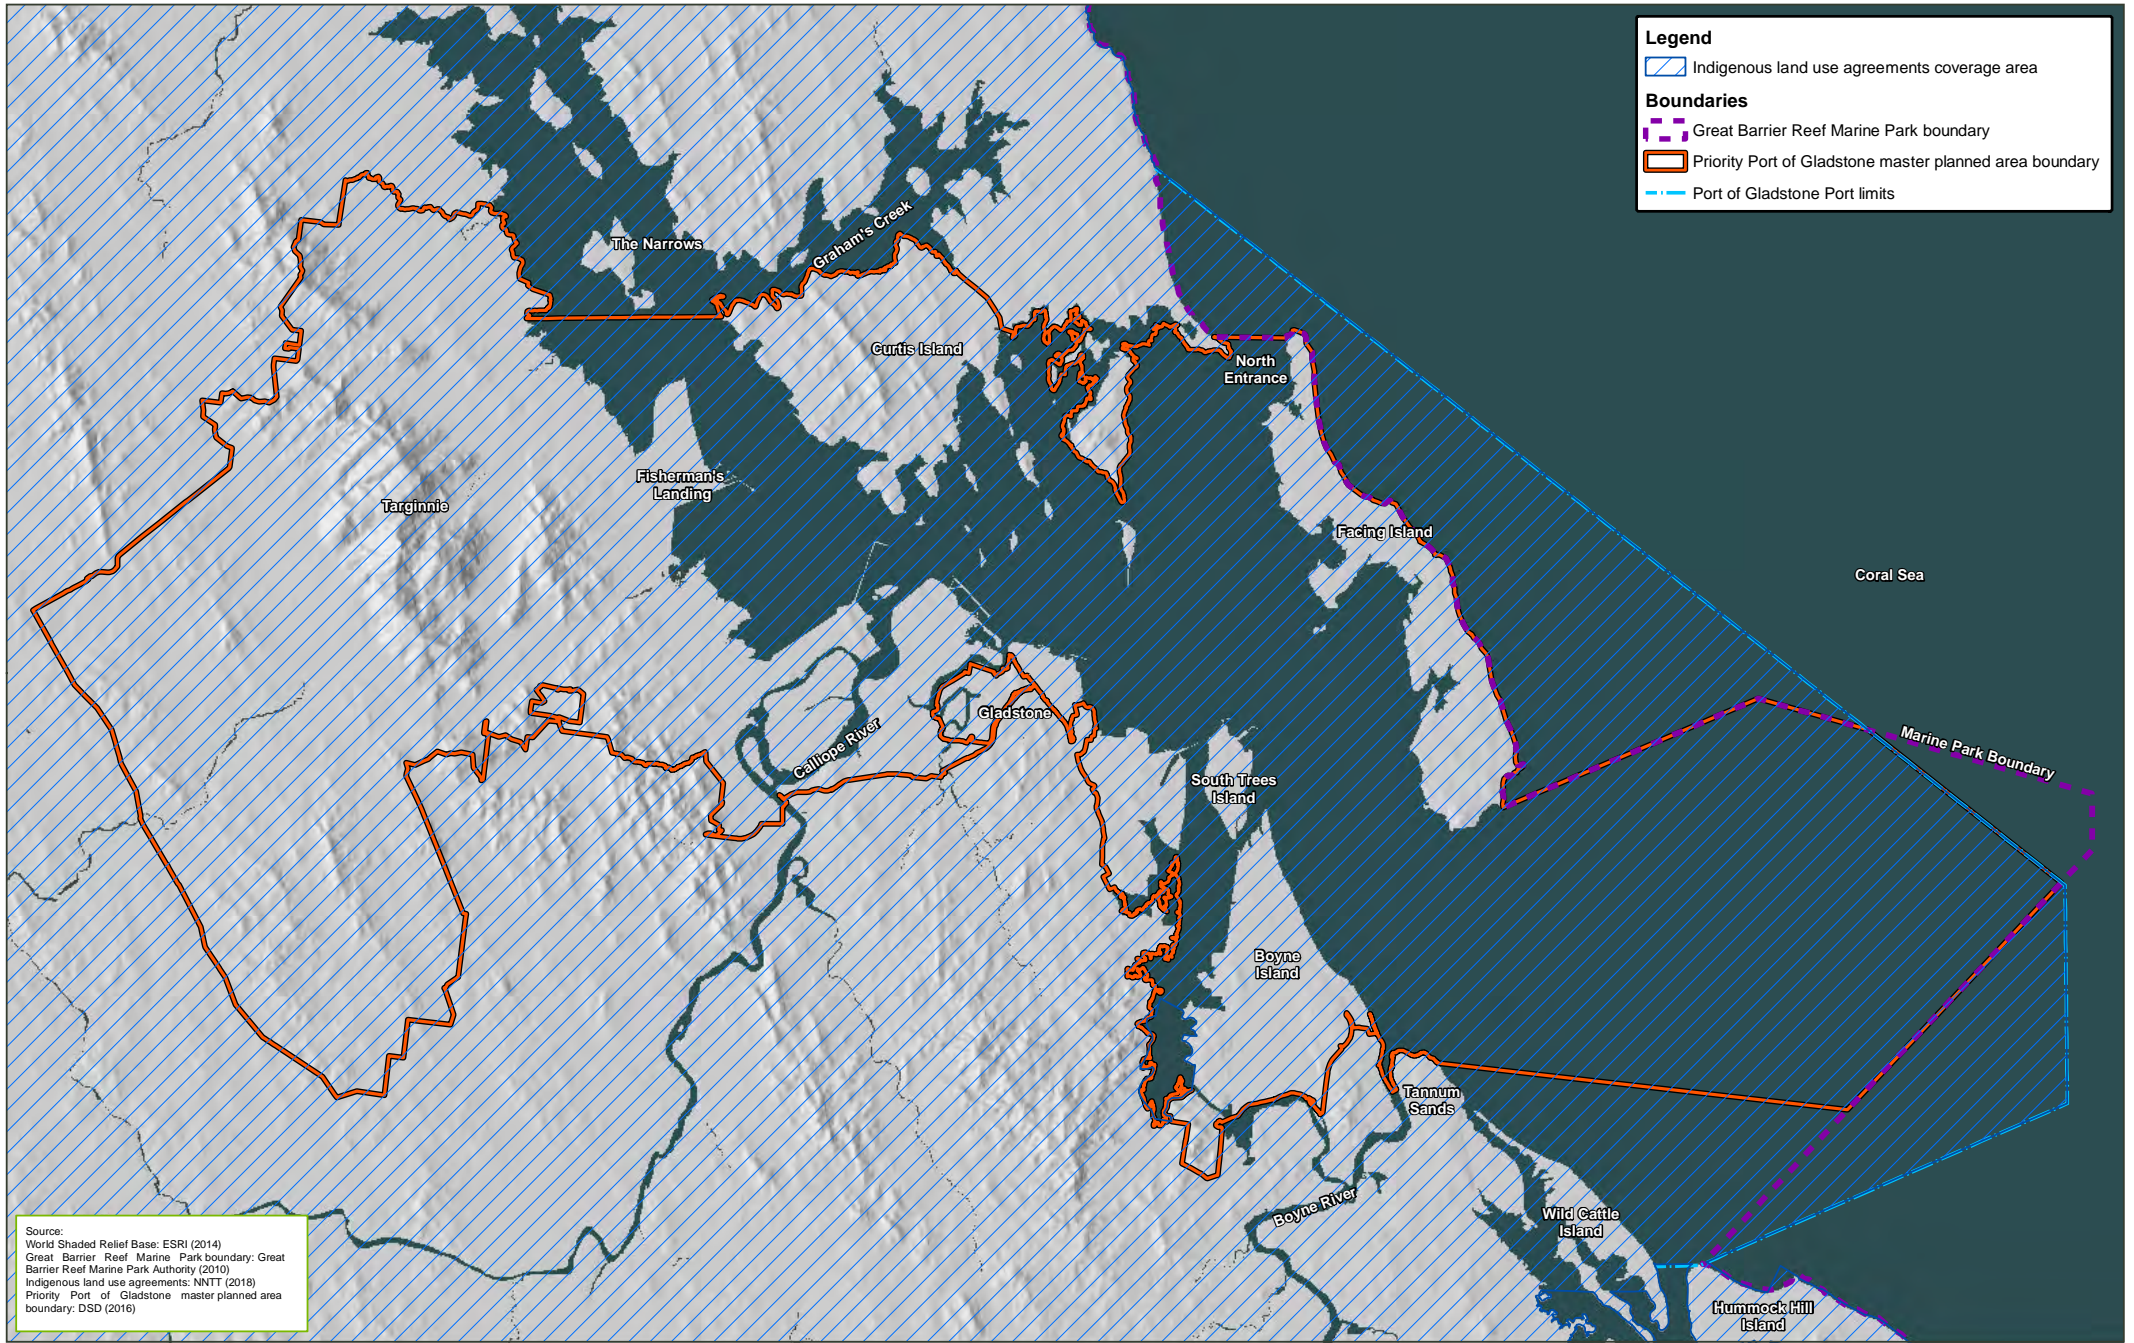 Legend
Indigenous land use agreements coverage area
Boundaries
Great Barrier Reef Marine Park boundary
Priority Port of Gladstone master planned area boundary
Port of Gladstone Port limits
The Narrows
Graham's Creek
Curtis Island
North
Entrance
Fisherman's
Landing
Targinnie
Facing Island
Coral Sea
Gladstone
Calliope River
Marine Park Boundary
South Trees
Island
Boyne
Island
Tannum
Sands
Boyne River
Wild Cattle
Island
Hummock Hill
Island
Source:
World Shaded Relief Base: ESRI (2014)
Great Barrier Reef Marine Park boundary: Great
Barrier Reef Marine Park Authority (2010)
Indigenous land use agreements: NNTT (2018)
Priority Port of Gladstone master planned area
boundary: DSD (2016)